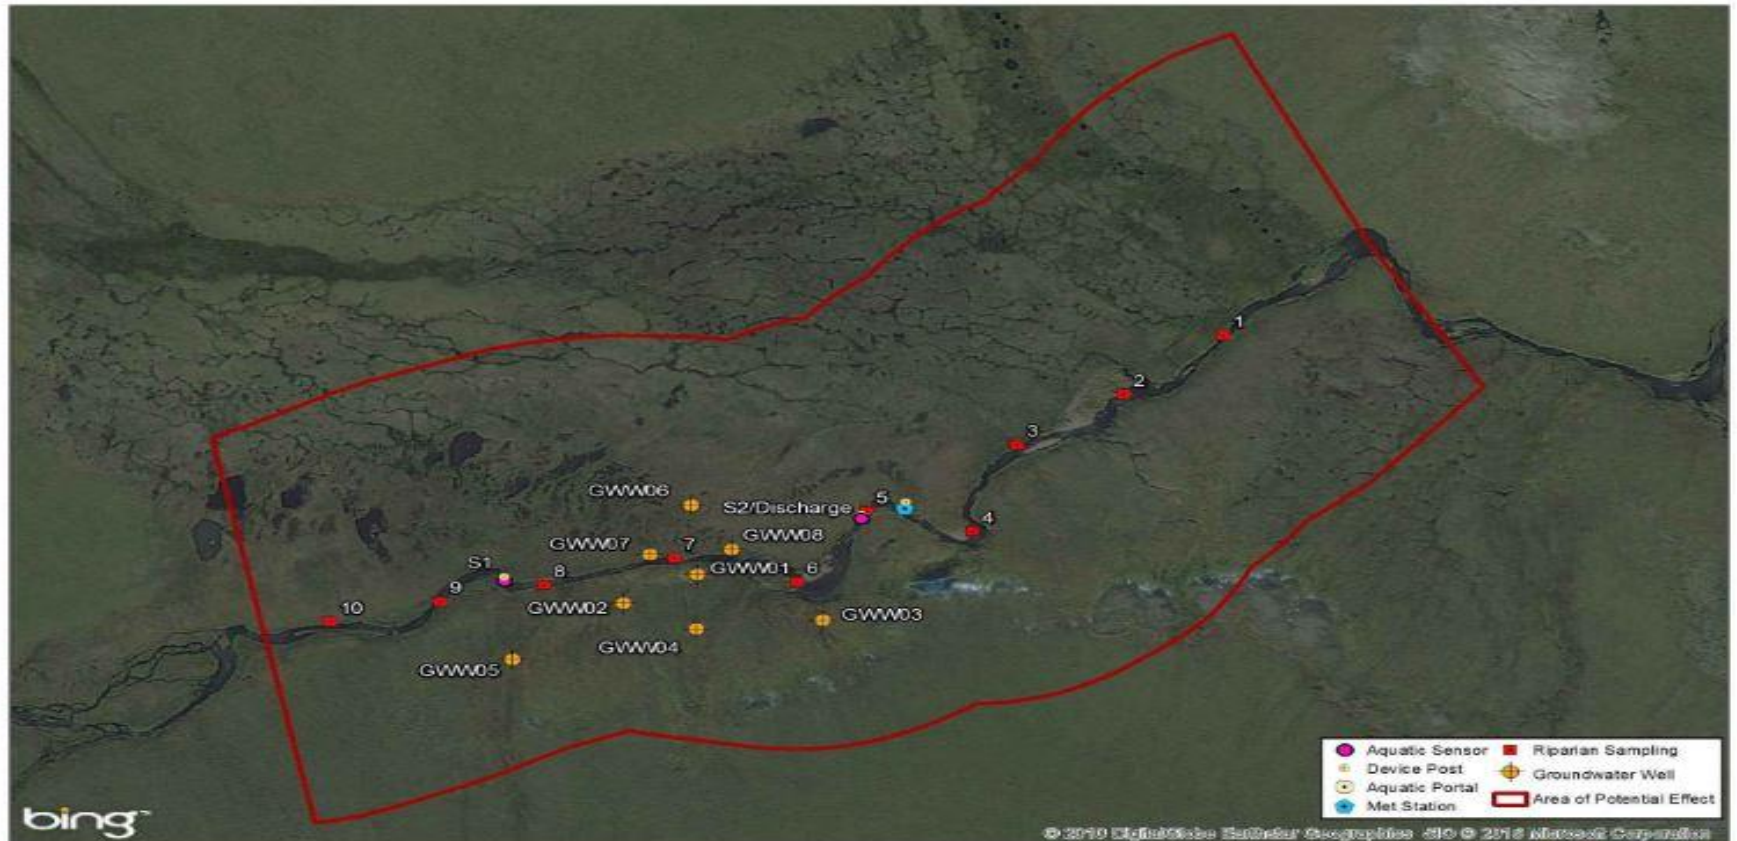 1
2
3
GWW06
S2/Discharge
5
4
GWW07
7
GWW08
S1
8
GWW01
6
9
GWW02
10
GWW03
GWW04
GWW05
Aquatic Sensor
Device Post
Aquatic Portal
Met Station
Riparian Sampling
Groundwater Well
Area of Potential Effect
bing
Microsoft Corporation